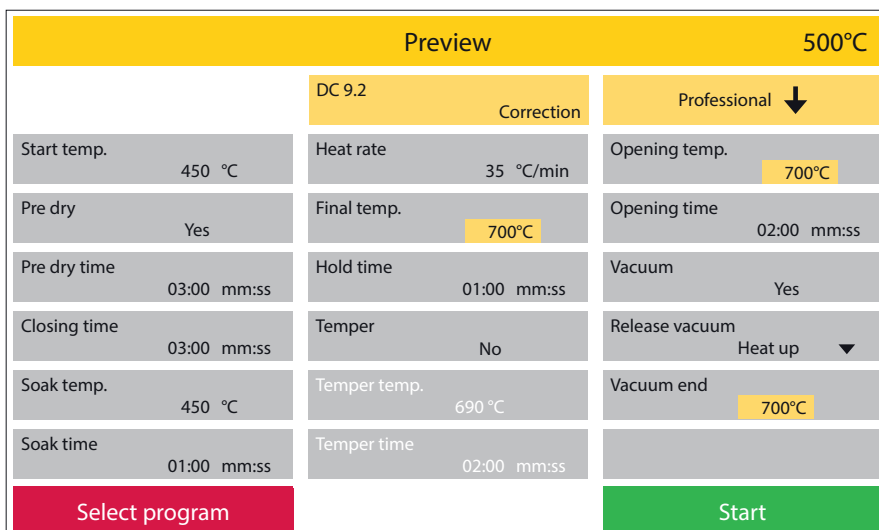 Preview 500°C
DC 9.2
Correction
Professional
Start temp.
450 °C
Heat rate
35 °C/min
Opening temp.
700°C
Pre dry
Yes
Final temp.
700°C
Opening time
02:00 mm:ss
Pre dry time
03:00 mm:ss
Hold time
01:00 mm:ss
Vacuum
Yes
Closing time
03:00 mm:ss
Temper
No
Release vacuum
Heat up
Soak temp.
450 °C
Temper temp.
690 °C
Vacuum end
700°C
Soak time
01:00 mm:ss
Temper time
02:00 mm:ss
Select program
Start